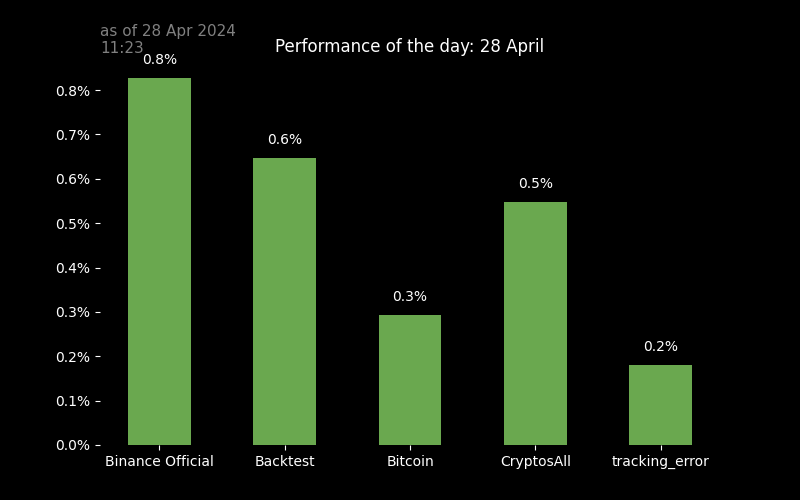 as of 28 Apr 2024
11:23
Performance of the day: 28 April
0.8%
0.6%
0.3%
0.5%
0.2%
0.8%
0.7%
0.6%
0.5%
0.4%
0.3%
0.2%
0.1%
0.0%
Binance Official
Backtest
Bitcoin
CryptosAll
tracking_error